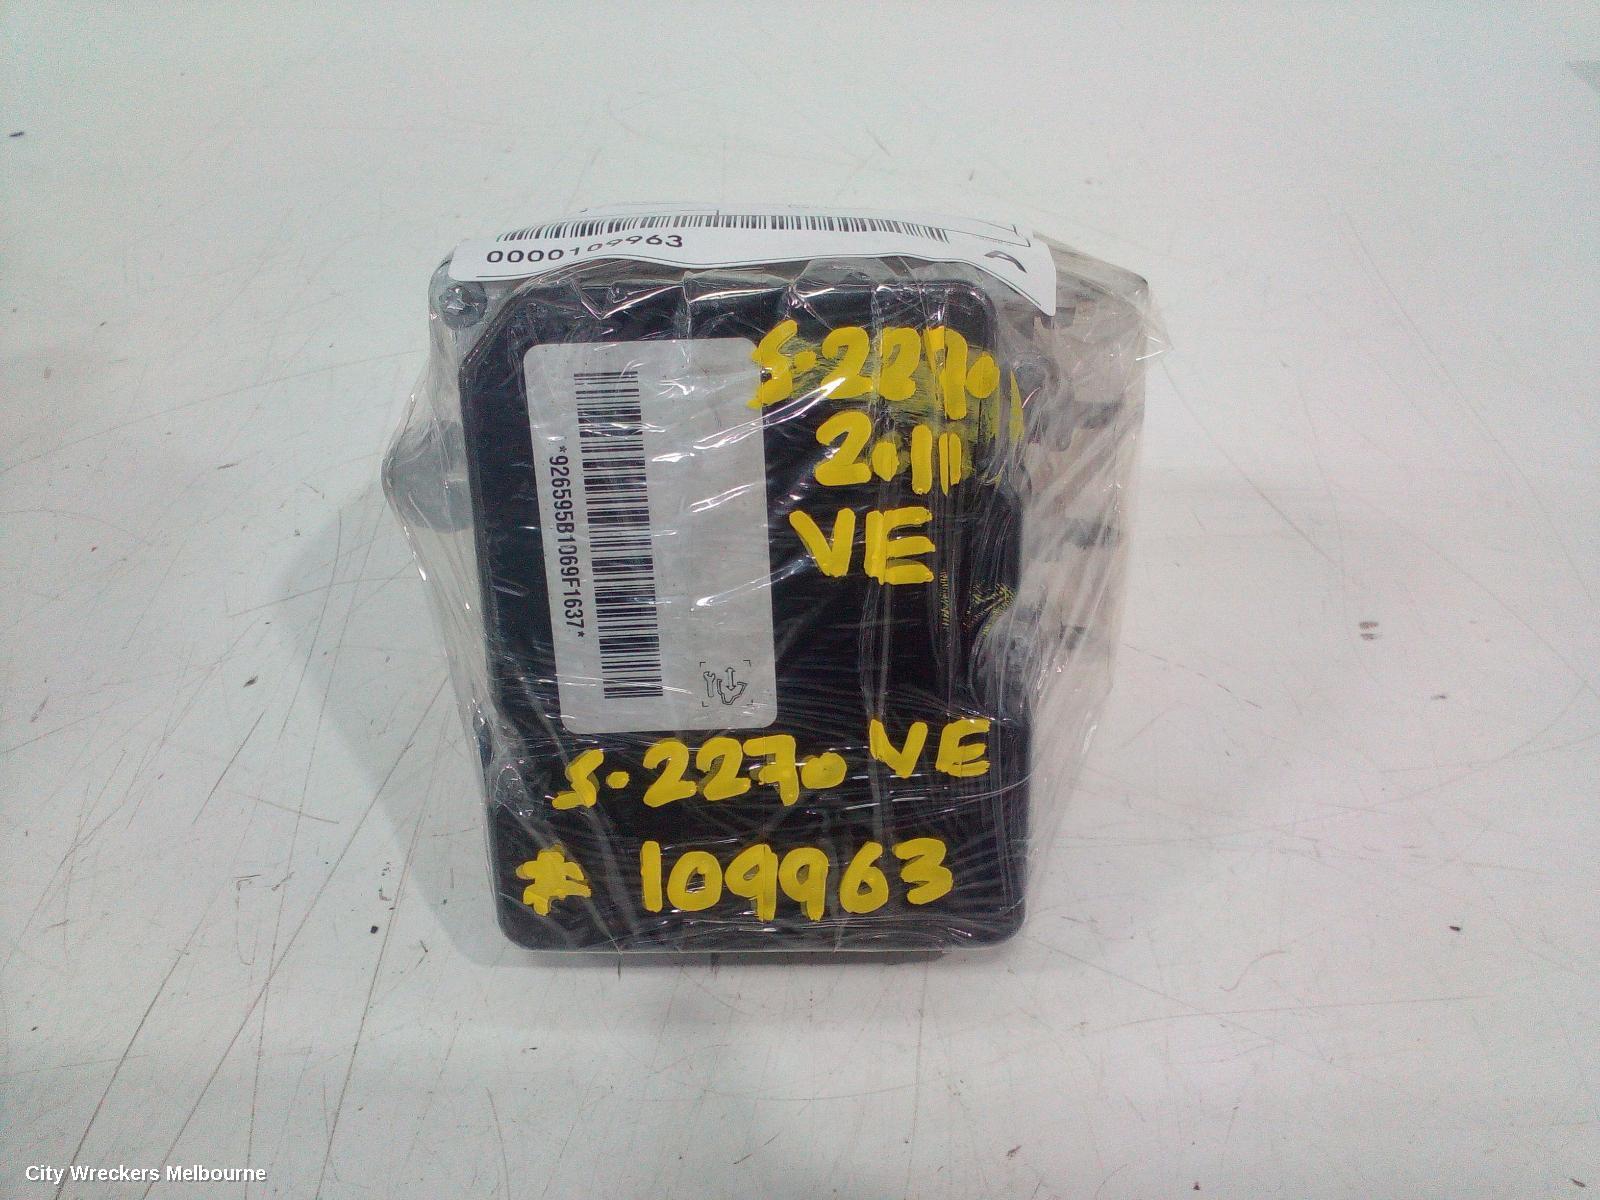 0000109963
A
*926595B1069F1637*
S.2270
2.11
VE
S.2270 VE
* 109963
City Wreckers Melbourne